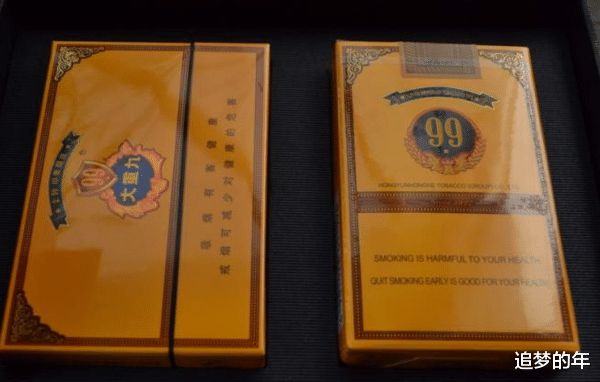 99
大重九
吸烟有害健康
戒烟可减少对健康的危害
99
HONGYUNHONGHE TOBACCO (GROUP) CO.,LTD.
SMOKING IS HARMFUL TO YOUR HEALTH
QUIT SMOKING EARLY IS GOOD FOR YOUR HEALTH
追梦的年